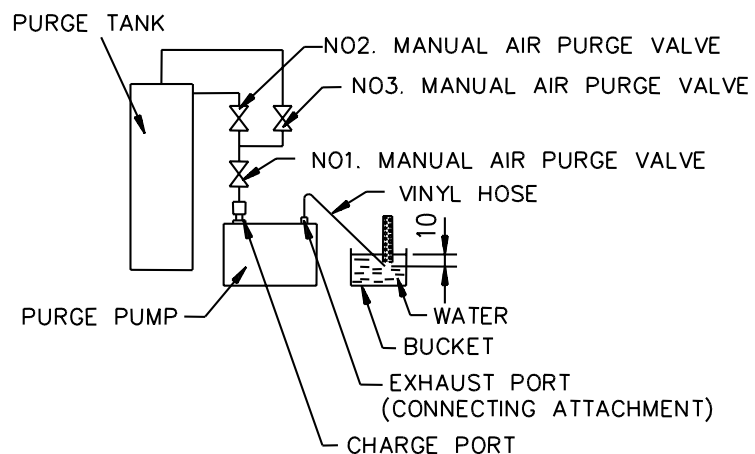 PURGE TANK
NO2. MANUAL AIR PURGE VALVE
NO3. MANUAL AIR PURGE VALVE
NO1. MANUAL AIR PURGE VALVE
VINYL HOSE
10
PURGE PUMP
WATER
BUCKET
EXHAUST PORT
(CONNECTING ATTACHMENT)
CHARGE PORT